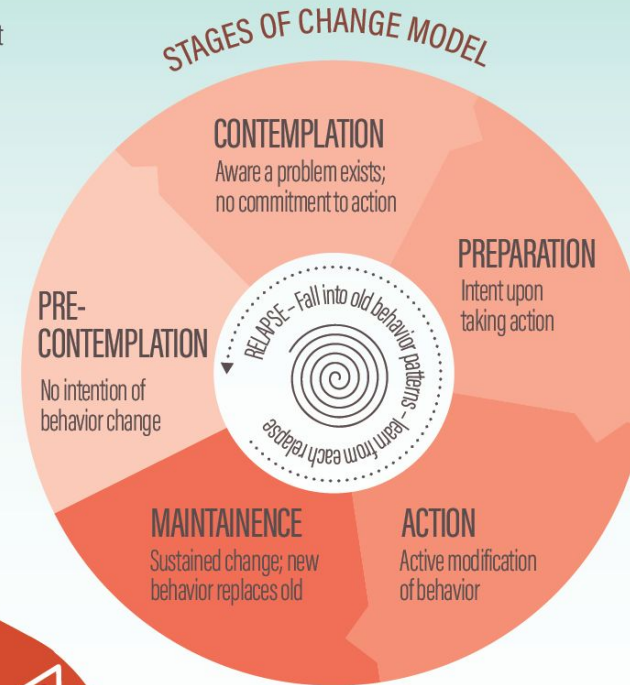 t
STAGES OF CHANGE MODEL
CONTEMPLATION
Aware a problem exists;
no commitment to action
PREPARATION
Intent upon
taking action
PRE-
CONTEMPLATION
No intention of
behavior change
RELAPSE – Fall into old behavior patterns – learn from each relapse
MAINTAINENCE
Sustained change; new
behavior replaces old
ACTION
Active modification
of behavior